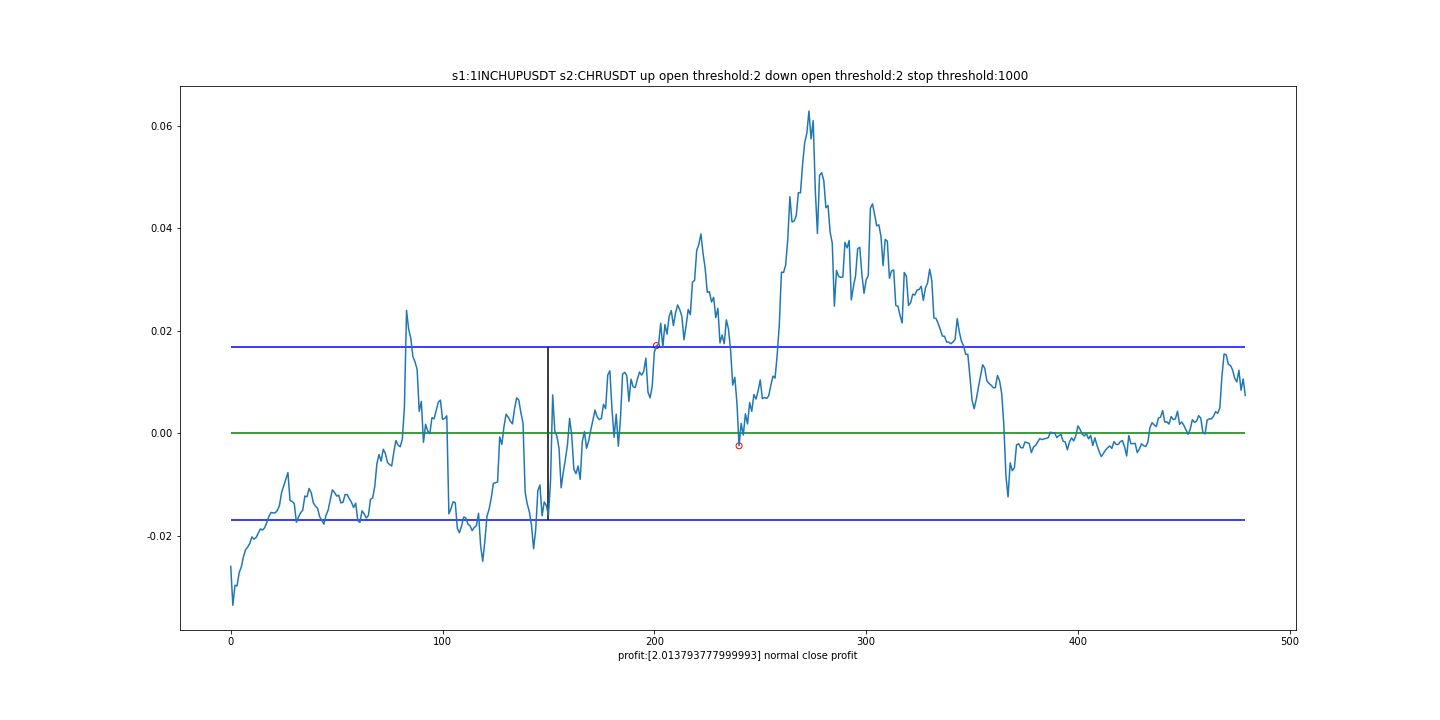 s1:1INCHUPUSDT s2:CHRUSDT up open threshold:2 down open threshold:2 stop threshold:1000
0.06
0.04
0.02
0.00
-0.02
0 100 200 300 400 500
profit:[2.013793777999993] normal close profit